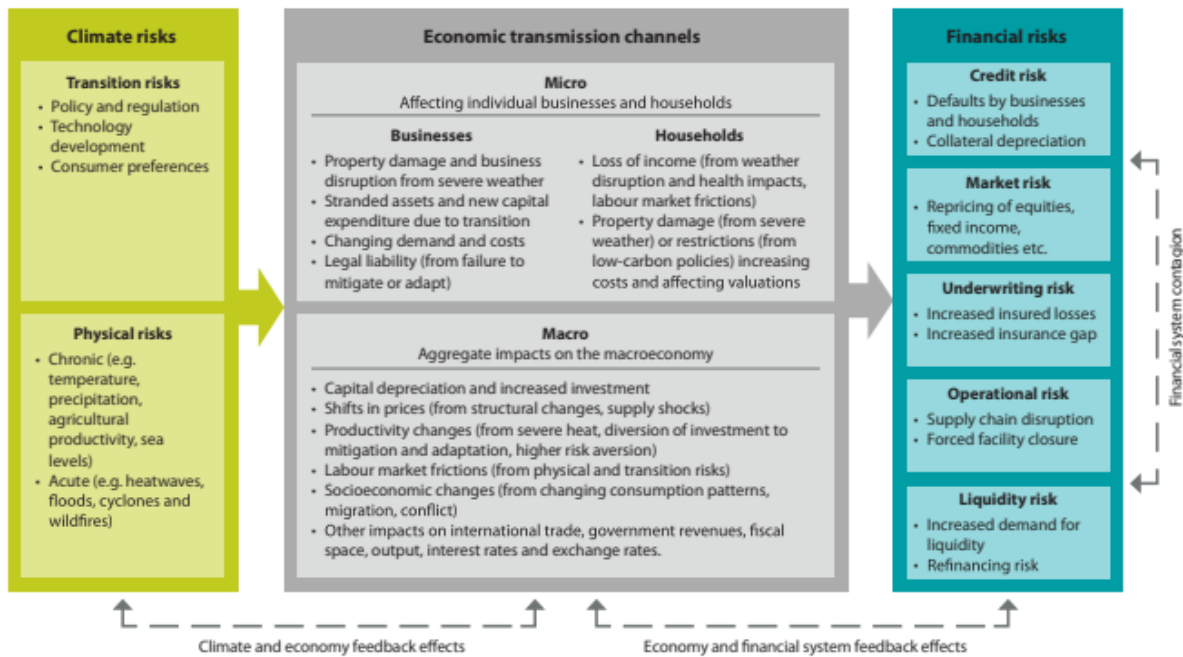 Climate risks
Transition risks
• Policy and regulation
• Technology
development
• Consumer preferences
Physical risks
• Chronic (e.g.
temperature,
precipitation,
agricultural
productivity, sea
levels)
• Acute (e.g. heatwaves,
floods, cyclones and
wildfires)
Economic transmission channels
Micro
Affecting individual businesses and households
Businesses
• Property damage and business
disruption from severe weather
• Stranded assets and new capital
expenditure due to transition
• Changing demand and costs
• Legal liability (from failure to
mitigate or adapt)
Households
• Loss of income (from weather
disruption and health impacts,
labour market frictions)
• Property damage (from severe
weather) or restrictions (from
low-carbon policies) increasing
costs and affecting valuations
Macro
Aggregate impacts on the macroeconomy
• Capital depreciation and increased investment
• Shifts in prices (from structural changes, supply shocks)
• Productivity changes (from severe heat, diversion of investment to
mitigation and adaptation, higher risk aversion)
• Labour market frictions (from physical and transition risks)
• Socioeconomic changes (from changing consumption patterns,
migration, conflict)
• Other impacts on international trade, government revenues, fiscal
space, output, interest rates and exchange rates.
Financial risks
Credit risk
• Defaults by businesses
and households
• Collateral depreciation
Market risk
• Repricing of equities,
fixed income,
commodities etc.
Underwriting risk
• Increased insured losses
• Increased insurance gap
Operational risk
• Supply chain disruption
• Forced facility closure
Liquidity risk
• Increased demand for
liquidity
• Refinancing risk
Financial system contagion
Climate and economy feedback effects
Economy and financial system feedback effects